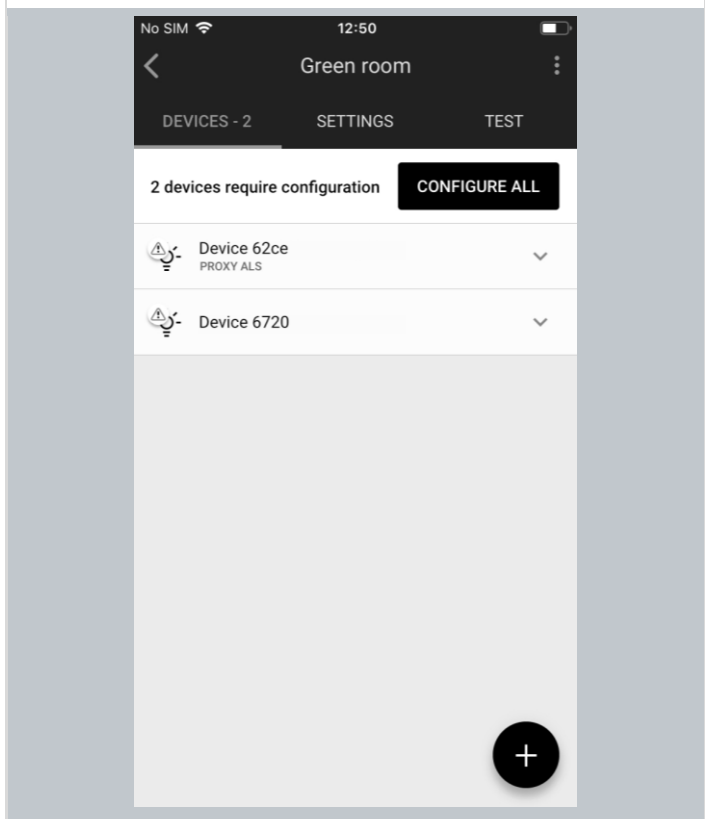 No SIM 12:50
Green room
DEVICES - 2 SETTINGS TEST
2 devices require configuration CONFIGURE ALL
Device 62ce
PROXY ALS
Device 6720